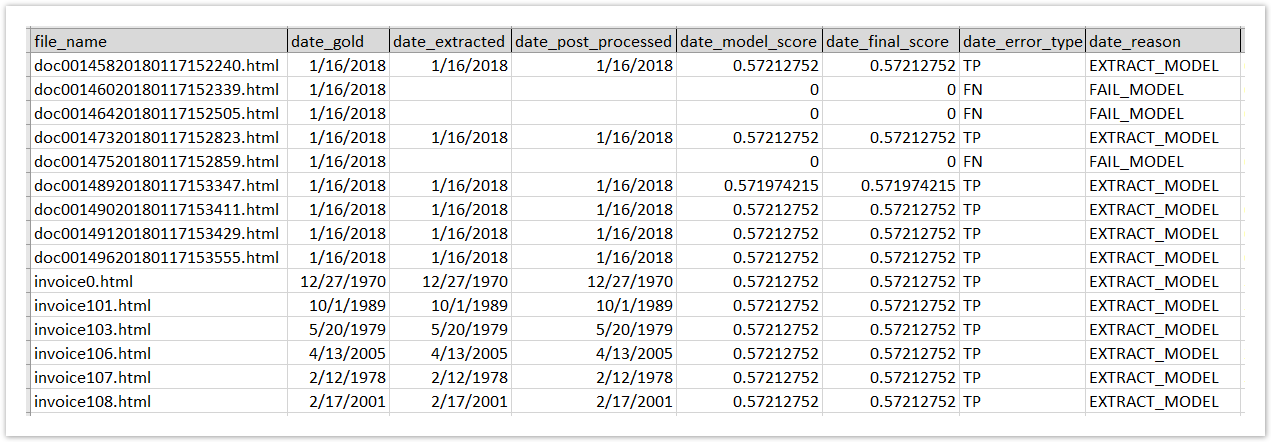 file_name date_gold date_extracted date_post_processed date_model_score date_final_score date_error_type date_reason
doc00145820180117152240.html 1/16/2018 1/16/2018 1/16/2018 0.57212752 0.57212752 TP EXTRACT_MODEL
doc00146020180117152339.html 1/16/2018 0 0 FN FAIL_MODEL
doc00146420180117152505.html 1/16/2018 0 0 FN FAIL_MODEL
doc00147320180117152823.html 1/16/2018 1/16/2018 1/16/2018 0.57212752 0.57212752 TP EXTRACT_MODEL
doc00147520180117152859.html 1/16/2018 0 0 FN FAIL_MODEL
doc00148920180117153347.html 1/16/2018 1/16/2018 1/16/2018 0.571974215 0.571974215 TP EXTRACT_MODEL
doc00149020180117153411.html 1/16/2018 1/16/2018 1/16/2018 0.57212752 0.57212752 TP EXTRACT_MODEL
doc00149120180117153429.html 1/16/2018 1/16/2018 1/16/2018 0.57212752 0.57212752 TP EXTRACT_MODEL
doc00149620180117153555.html 1/16/2018 1/16/2018 1/16/2018 0.57212752 0.57212752 TP EXTRACT_MODEL
invoice0.html 12/27/1970 12/27/1970 12/27/1970 0.57212752 0.57212752 TP EXTRACT_MODEL
invoice101.html 10/1/1989 10/1/1989 10/1/1989 0.57212752 0.57212752 TP EXTRACT_MODEL
invoice103.html 5/20/1979 5/20/1979 5/20/1979 0.57212752 0.57212752 TP EXTRACT_MODEL
invoice106.html 4/13/2005 4/13/2005 4/13/2005 0.57212752 0.57212752 TP EXTRACT_MODEL
invoice107.html 2/12/1978 2/12/1978 2/12/1978 0.57212752 0.57212752 TP EXTRACT_MODEL
invoice108.html 2/17/2001 2/17/2001 2/17/2001 0.57212752 0.57212752 TP EXTRACT_MODEL